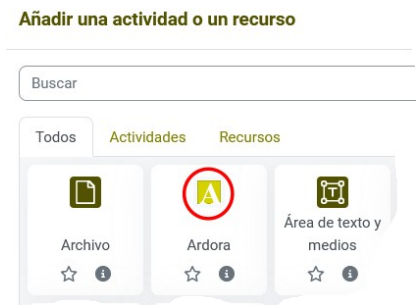 Añadir una actividad o un recurso
Buscar
Todos Actividades Recursos
Archivo
Ardora
Área de texto y
medios